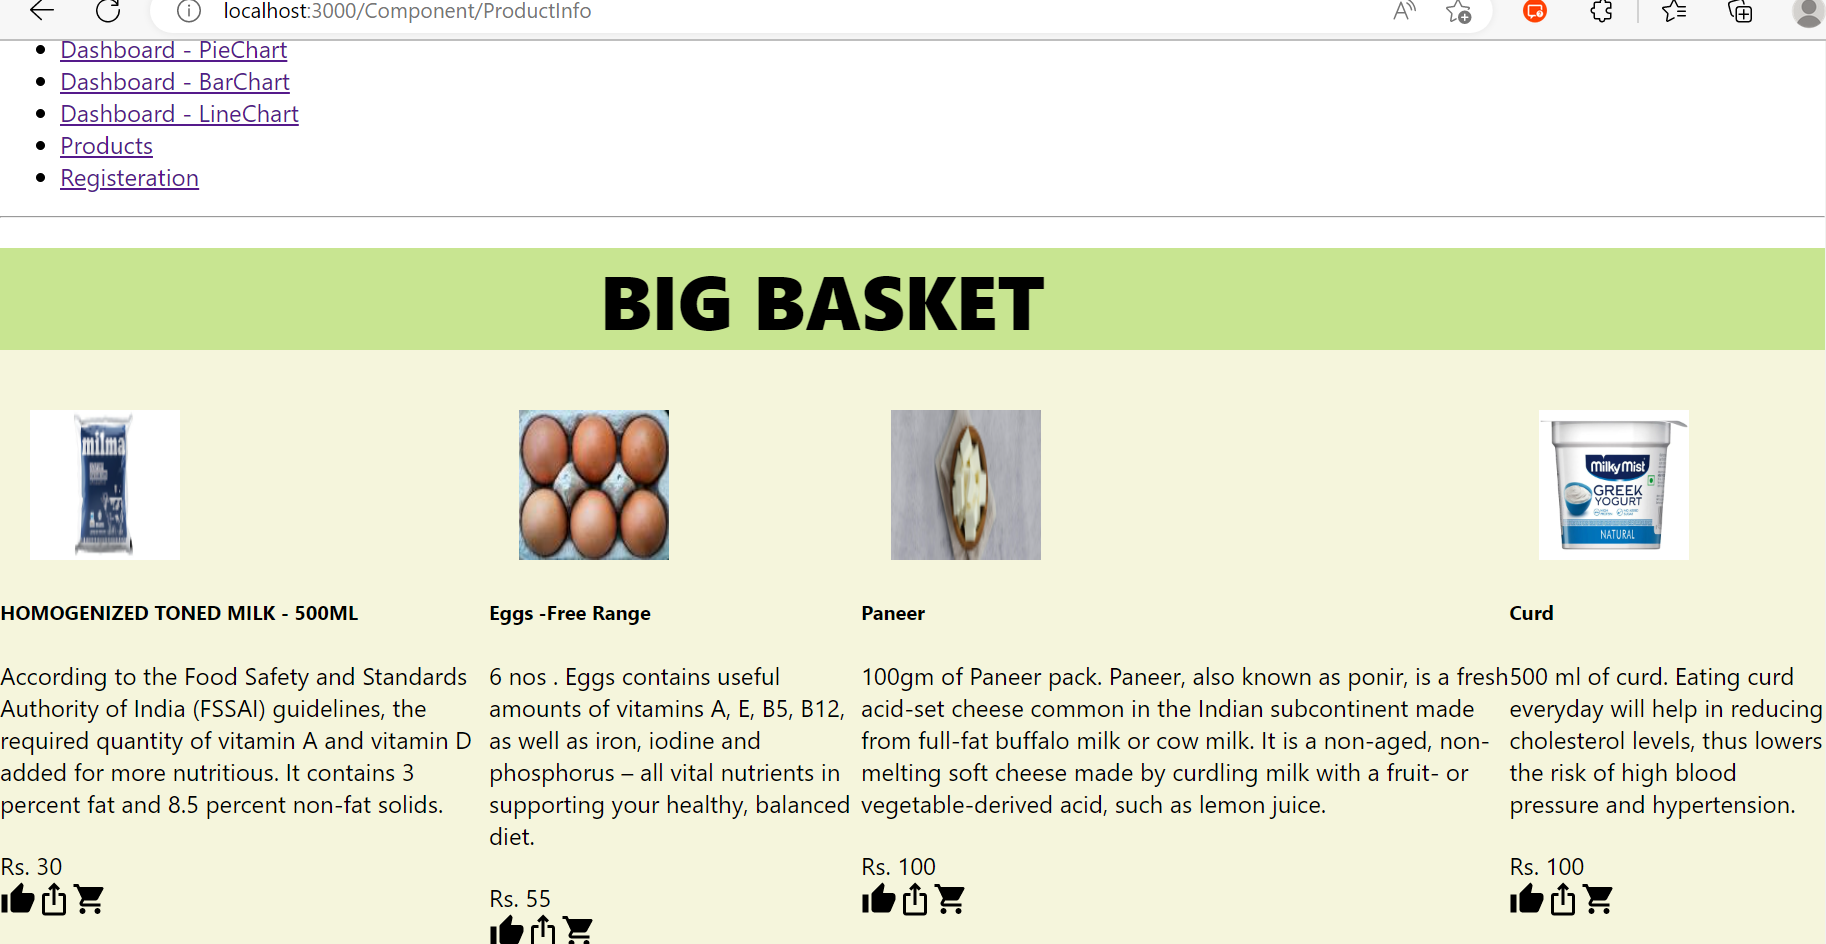 localhost:3000/Component/ProductInfo
Dashboard - PieChart
Dashboard - BarChart
Dashboard - LineChart
Products
Registeration
BIG BASKET
milma
MilkyMist
GREEK
YOGURT
NATURAL
HOMOGENIZED TONED MILK - 500ML
According to the Food Safety and Standards
Authority of India (FSSAI) guidelines, the
required quantity of vitamin A and vitamin D
added for more nutritious. It contains 3
percent fat and 8.5 percent non-fat solids.
Rs. 30
Eggs -Free Range
6 nos . Eggs contains useful
amounts of vitamins A, E, B5, B12,
as well as iron, iodine and
phosphorus – all vital nutrients in
supporting your healthy, balanced
diet.
Rs. 55
Paneer
100gm of Paneer pack. Paneer, also known as ponir, is a fresh
acid-set cheese common in the Indian subcontinent made
from full-fat buffalo milk or cow milk. It is a non-aged, non-
melting soft cheese made by curdling milk with a fruit- or
vegetable-derived acid, such as lemon juice.
Rs. 100
Curd
500 ml of curd. Eating curd
everyday will help in reducing
cholesterol levels, thus lowers
the risk of high blood
pressure and hypertension.
Rs. 100